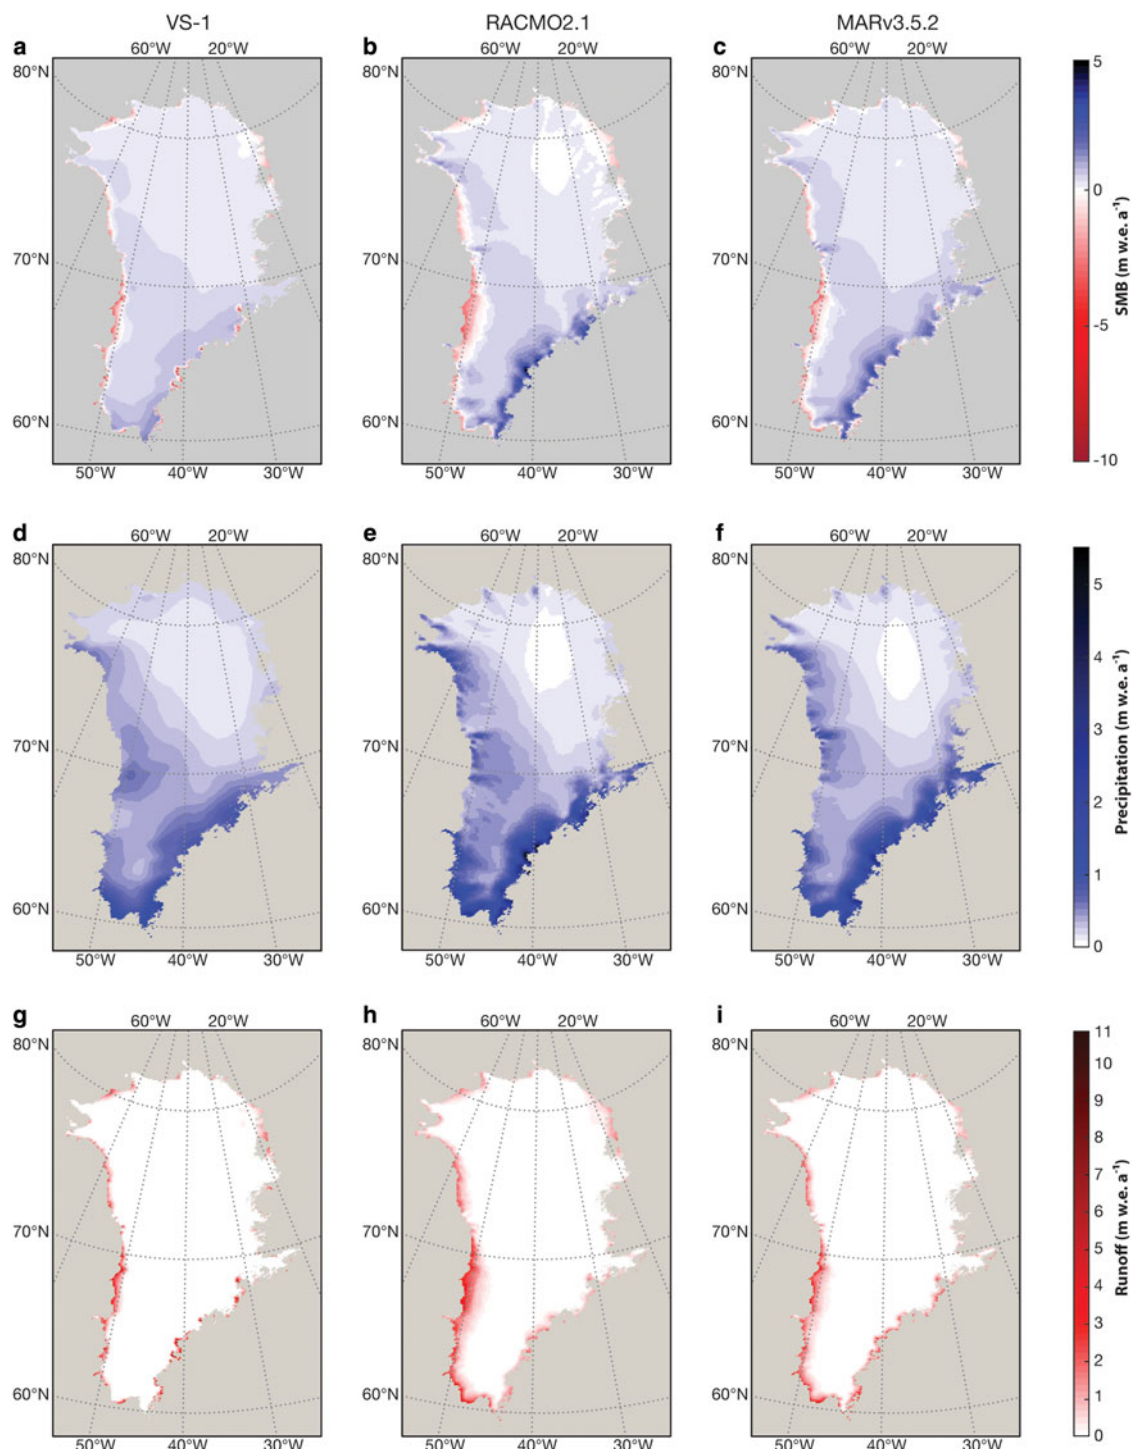 VS-1 RACMO2.1 MARv3.5.2
a 60°W 20°W b 60°W 20°W c 60°W 20°W
80°N 80°N 80°N
70°N 70°N 70°N
60°N 60°N 60°N
50°W 40°W 30°W 50°W 40°W 30°W 50°W 40°W 30°W
5
0
-5
-10
SMB (m w.e. a⁻¹)
d 60°W 20°W e 60°W 20°W f 60°W 20°W
80°N 80°N 80°N
70°N 70°N 70°N
60°N 60°N 60°N
50°W 40°W 30°W 50°W 40°W 30°W 50°W 40°W 30°W
5
4
3
2
1
0
Precipitation (m w.e. a⁻¹)
g 60°W 20°W h 60°W 20°W i 60°W 20°W
80°N 80°N 80°N
70°N 70°N 70°N
60°N 60°N 60°N
50°W 40°W 30°W 50°W 40°W 30°W 50°W 40°W 30°W
11
10
9
8
7
6
5
4
3
2
1
0
Runoff (m w.e. a⁻¹)